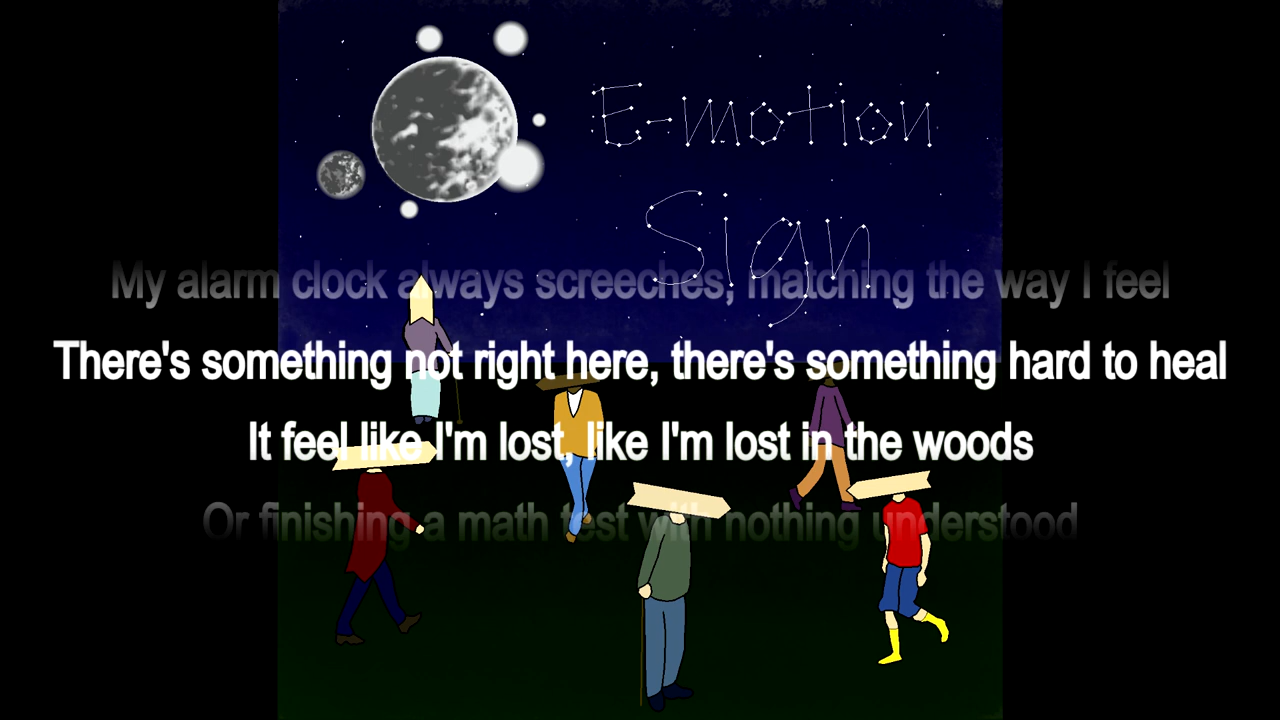 E-motion
Sign
My alarm clock always screeches, matching the way I feel
There's something not right here, there's something hard to heal
It feel like I'm lost, like I'm lost in the woods
Or finishing a math test with nothing understood